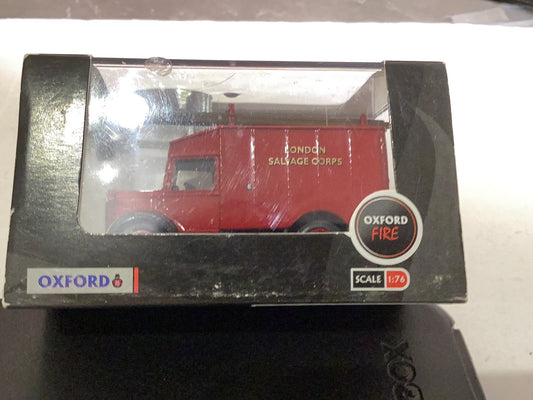 LONDON
SALVAGE CORPS
OXFORD
FIRE
OXFORD
SCALE 1:76